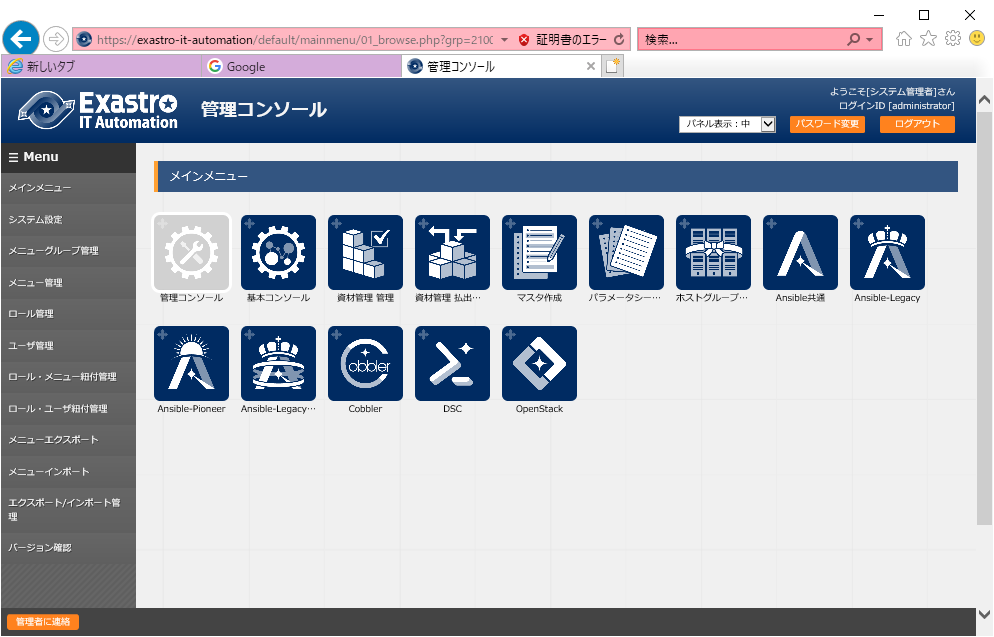 https://exastro-it-automation/default/mainmenu/01_browse.php?grp=2100
証明書のエラー
検索...
新しいタブ
Google
管理コンソール
Exastro
IT Automation
管理コンソール
ようこそ[システム管理者]さん
ログインID [administrator]
パネル表示：中
パスワード変更
ログアウト
☰ Menu
メインメニュー
システム設定
メニューグループ管理
メニュー管理
ロール管理
ユーザ管理
ロール・メニュー紐付管理
ロール・ユーザ紐付管理
メニューエクスポート
メニューインポート
エクスポート/インポート管
理
バージョン確認
メインメニュー
管理コンソール
基本コンソール
資材管理 管理
資材管理 払出…
マスタ作成
パラメータシー…
ホストグループ…
Ansible共通
Ansible-Legacy
Ansible-Pioneer
Ansible-Legacy…
Cobbler
Cobbler
DSC
OpenStack
管理者に連絡